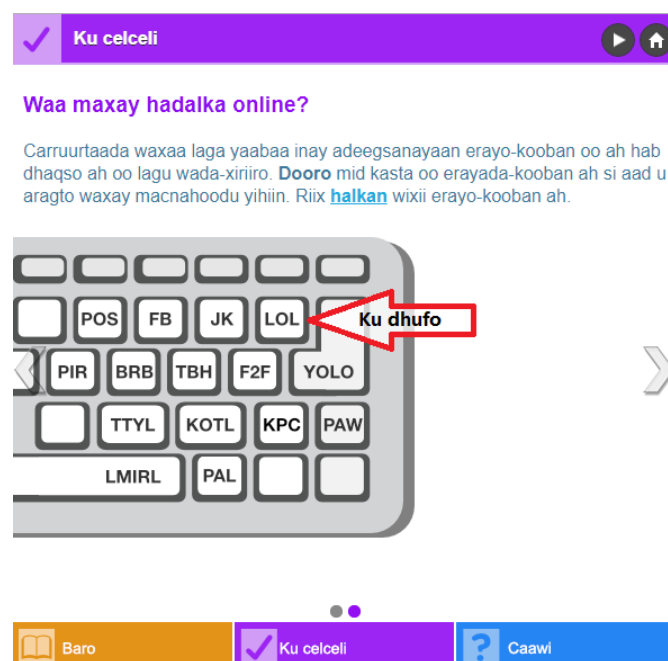 Ku celceli
Waa maxay hadalka online?
Carruurtaada waxaa laga yaabaa inay adeegsanayaan erayo-kooban oo ah hab
dhaqso ah oo lagu wada-xiriiro. Dooro mid kasta oo erayada-kooban ah si aad u
aragto waxay macnahoodu yihiin. Riix halkan wixii erayo-kooban ah.
POS FB JK LOL Ku dhufo
PIR BRB TBH F2F YOLO
TTYL KOTL KPC PAW
LMIRL PAL
Baro Ku celceli Caawi